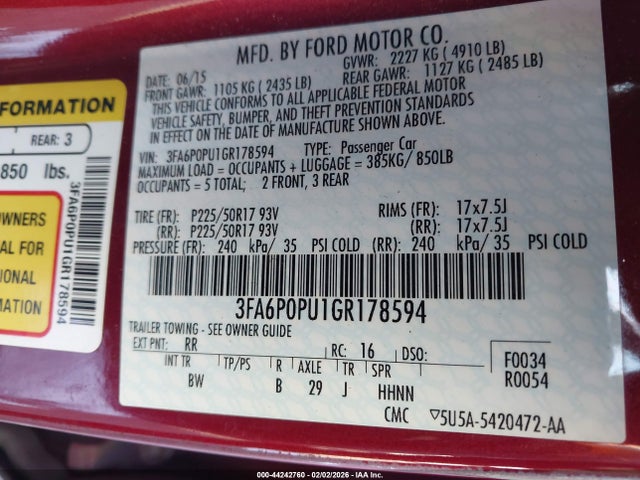 FORMATION
REAR: 3
850 lbs.
WNERS
AL FOR
IONAL
MATION
3FA6P0PU1GR178594
MFD. BY FORD MOTOR CO.
DATE: 06/15
GVWR: 2227 KG ( 4910 LB)
FRONT GAWR: 1105 KG ( 2435 LB)
REAR GAWR: 1127 KG ( 2485 LB)
THIS VEHICLE CONFORMS TO ALL APPLICABLE FEDERAL MOTOR
VEHICLE SAFETY, BUMPER, AND THEFT PREVENTION STANDARDS
IN EFFECT ON THE DATE OF MANUFACTURE SHOWN ABOVE.
VIN: 3FA6P0PU1GR178594 TYPE: Passenger Car
MAXIMUM LOAD = OCCUPANTS + LUGGAGE = 385KG/ 850LB
OCCUPANTS = 5 TOTAL; 2 FRONT, 3 REAR
TIRE (FR): P225/50R17 93V RIMS (FR): 17x7.5J
(RR): P225/50R17 93V (RR): 17x7.5J
PRESSURE (FR): 240 kPa/ 35 PSI COLD (RR): 240 kPa/ 35 PSI COLD
3FA6P0PU1GR178594
TRAILER TOWING - SEE OWNER GUIDE
EXT PNT: RR RC: 16 DSO: F0034
INT TR TP/PS R AXLE TR SPR R0054
BW B 29 J HHNN
CMC ▽5U5A-5420472-AA
000-44242760 - 02/02/2026 - IAA Inc.